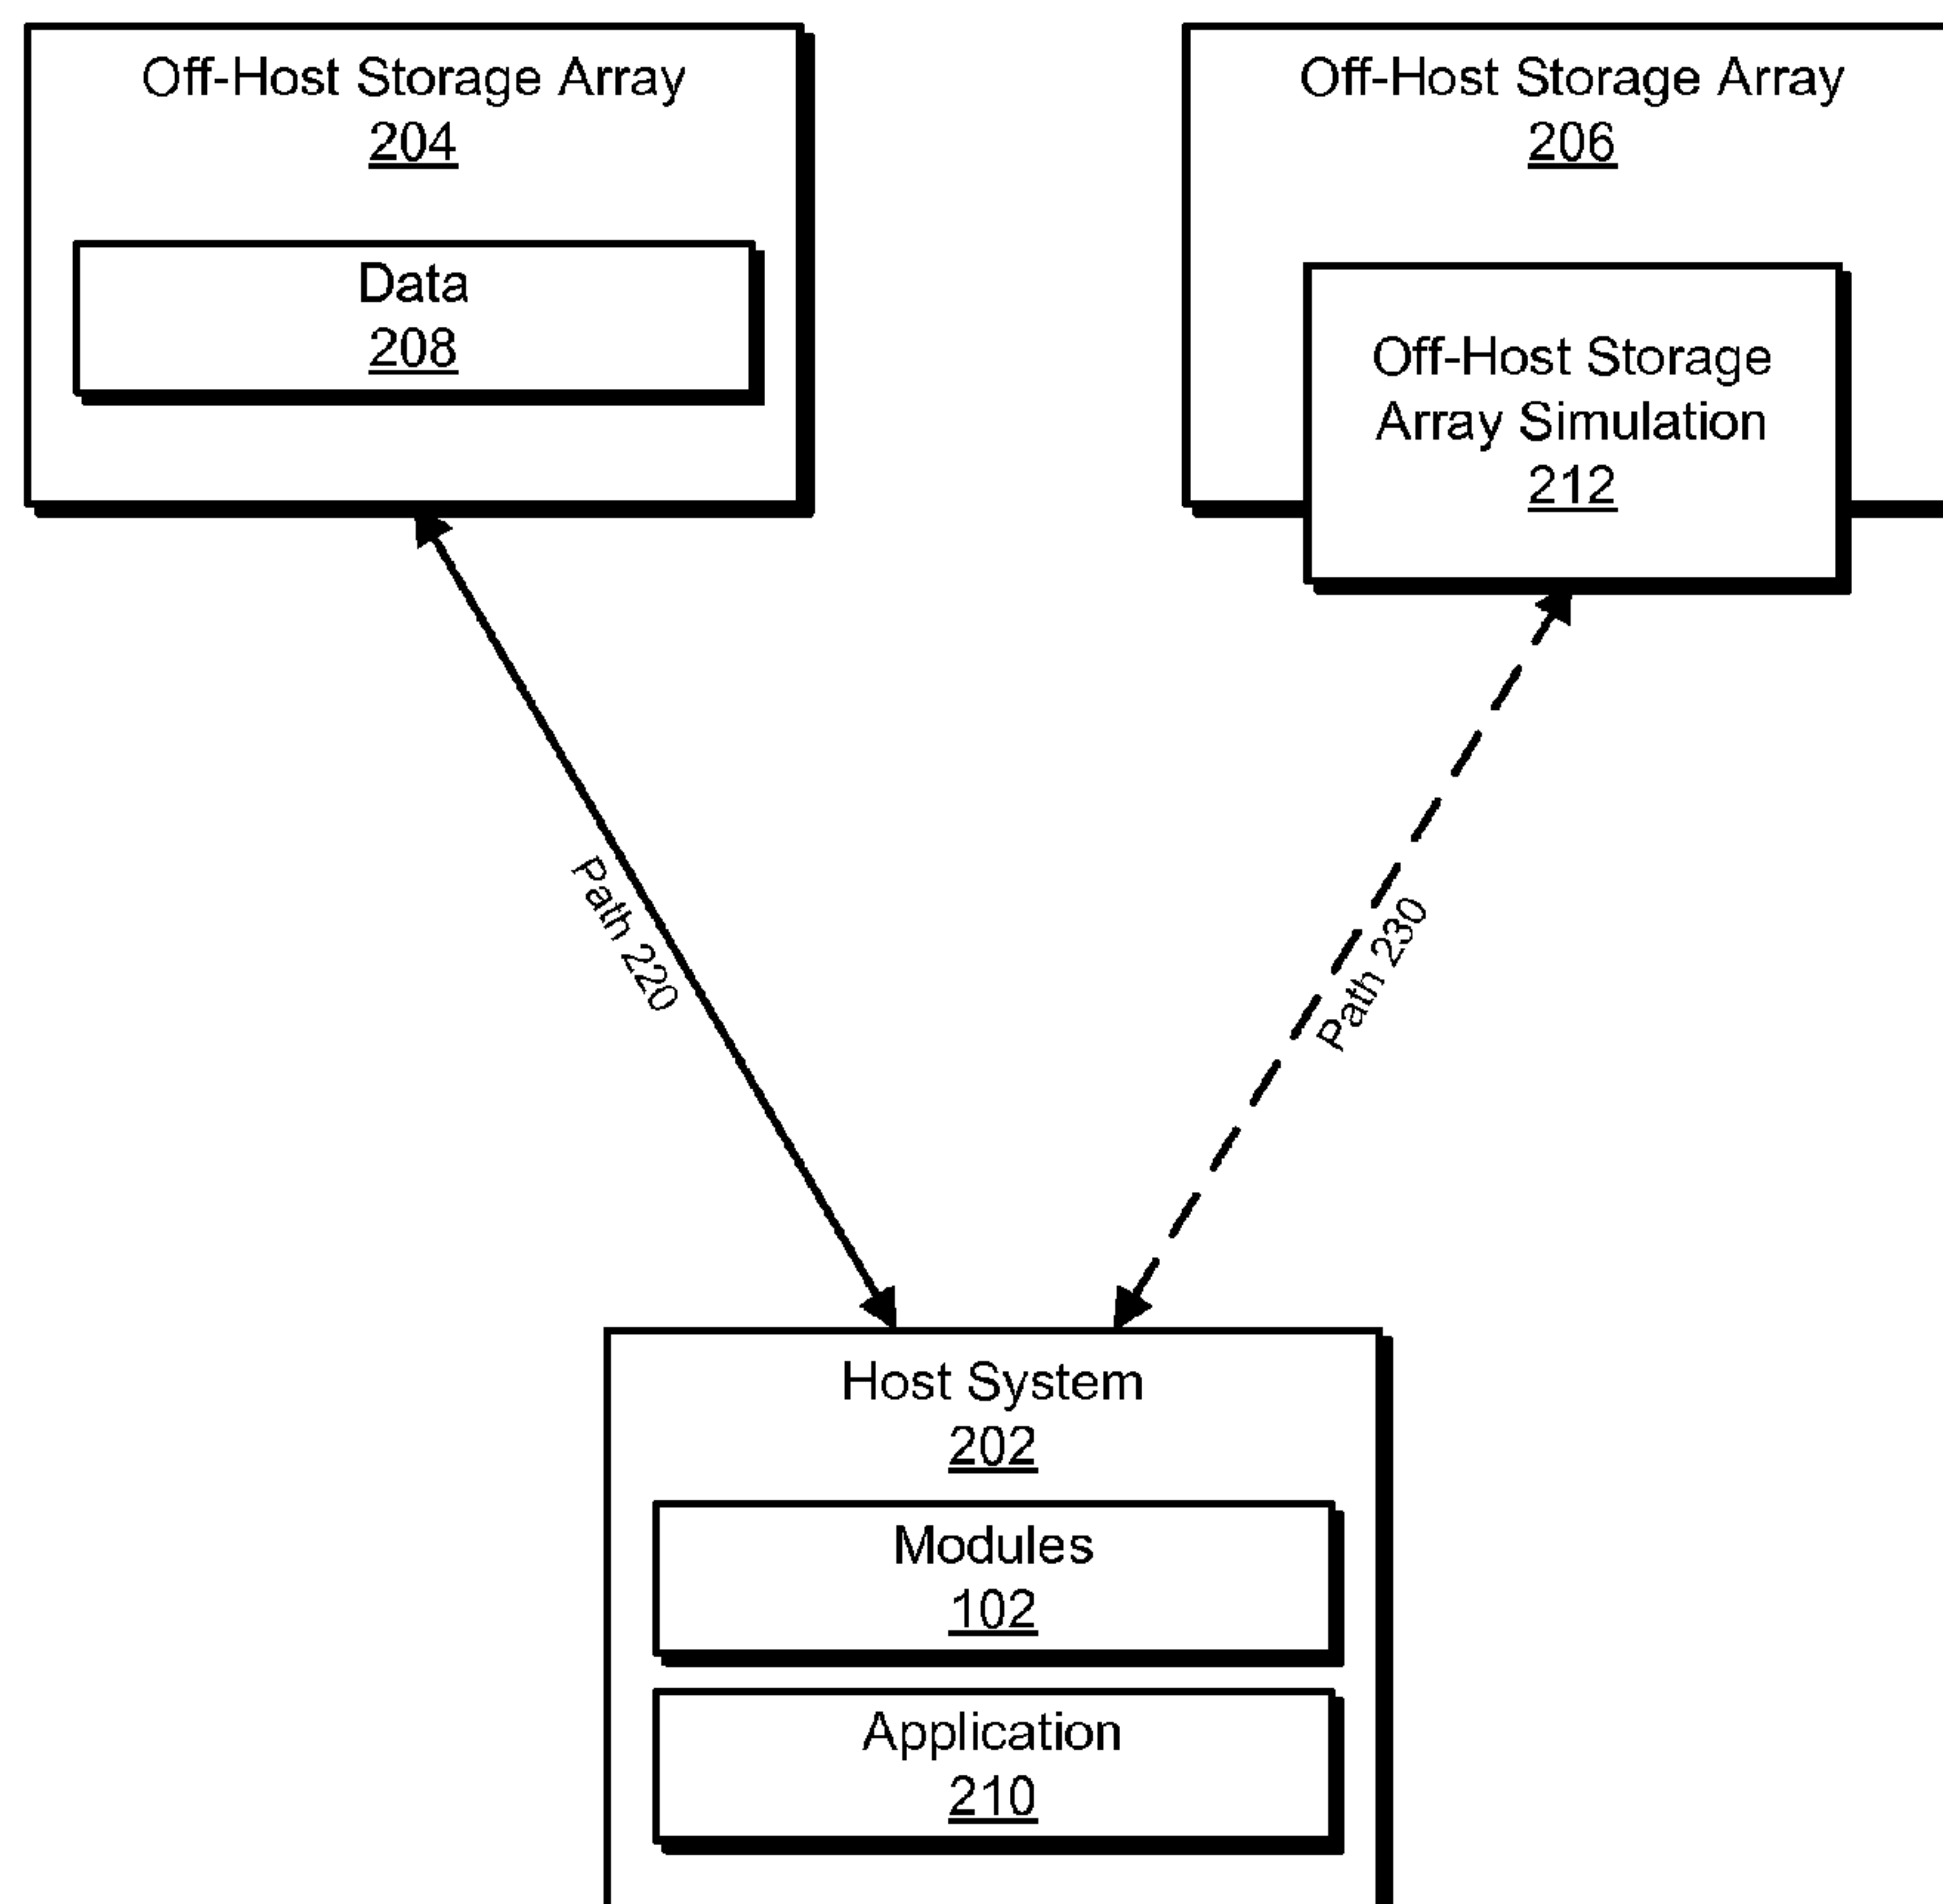 Off-Host Storage Array
204
Data
208
Off-Host Storage Array
206
Off-Host Storage
Array Simulation
212
Path 220
Path 230
Host System
202
Modules
102
Application
210